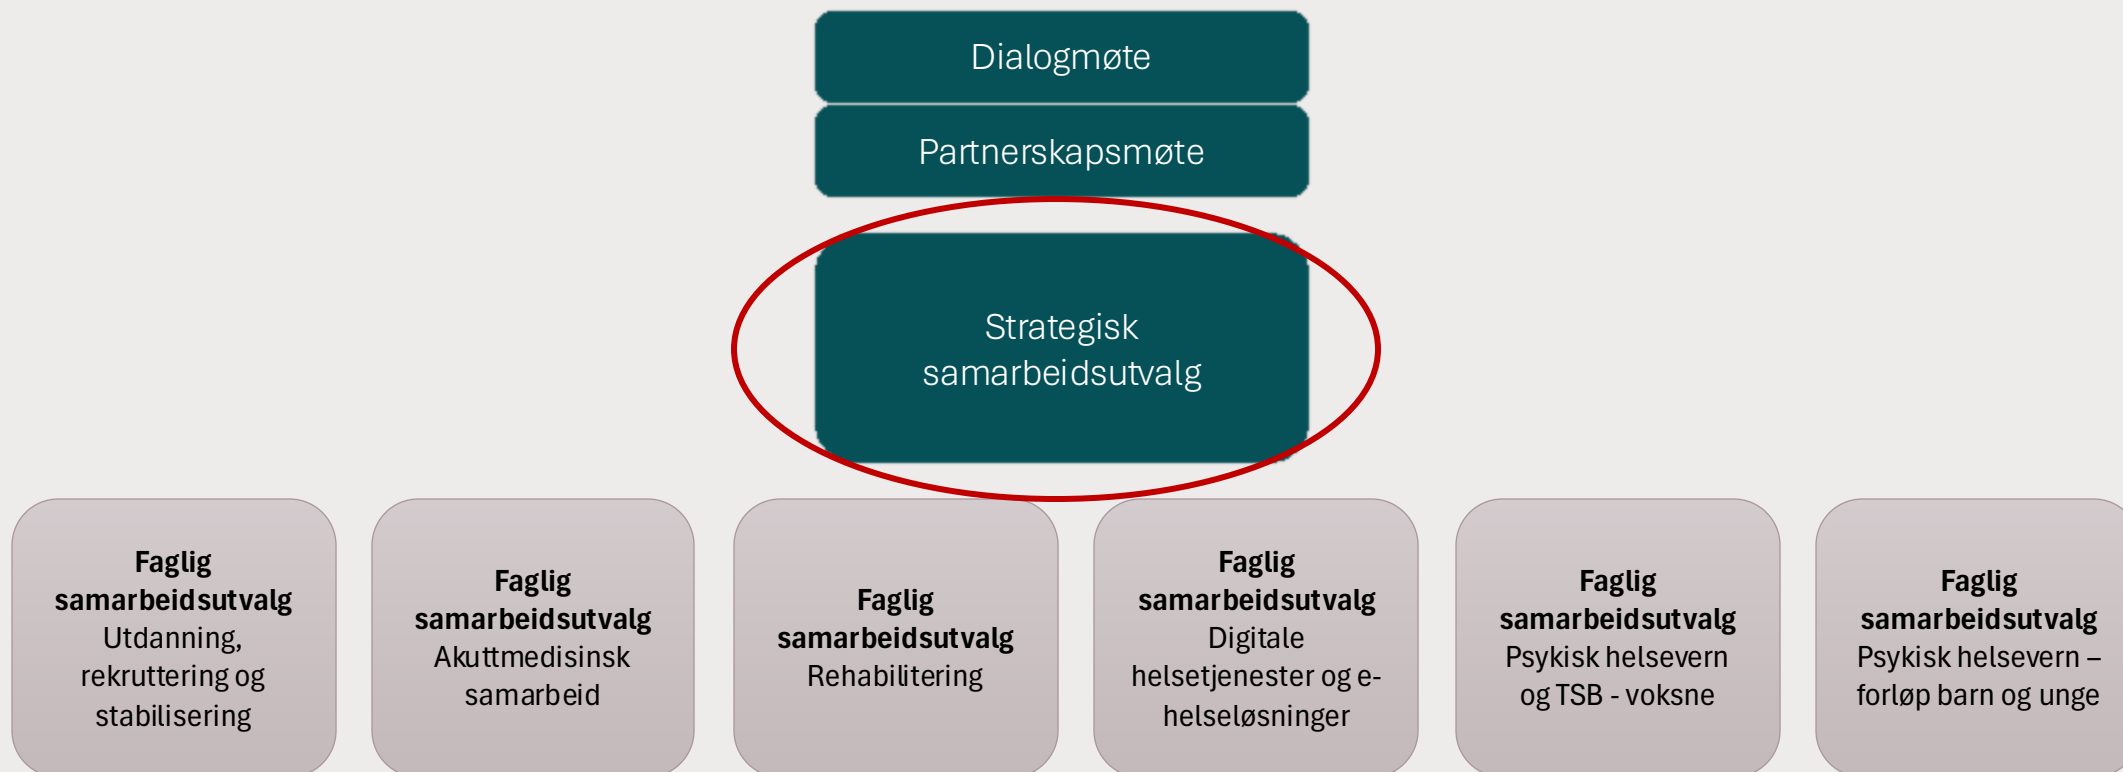 Dialogmøte
Partnerskapsmøte
Strategisk
samarbeidsutvalg
Faglig
samarbeidsutvalg
Utdanning,
rekruttering og
stabilisering
Faglig
samarbeidsutvalg
Akuttmedisinsk
samarbeid
Faglig
samarbeidsutvalg
Rehabilitering
Faglig
samarbeidsutvalg
Digitale
helsetjenester og e-
helseløsninger
Faglig
samarbeidsutvalg
Psykisk helsevern
og TSB - voksne
Faglig
samarbeidsutvalg
Psykisk helsevern –
forløp barn og unge